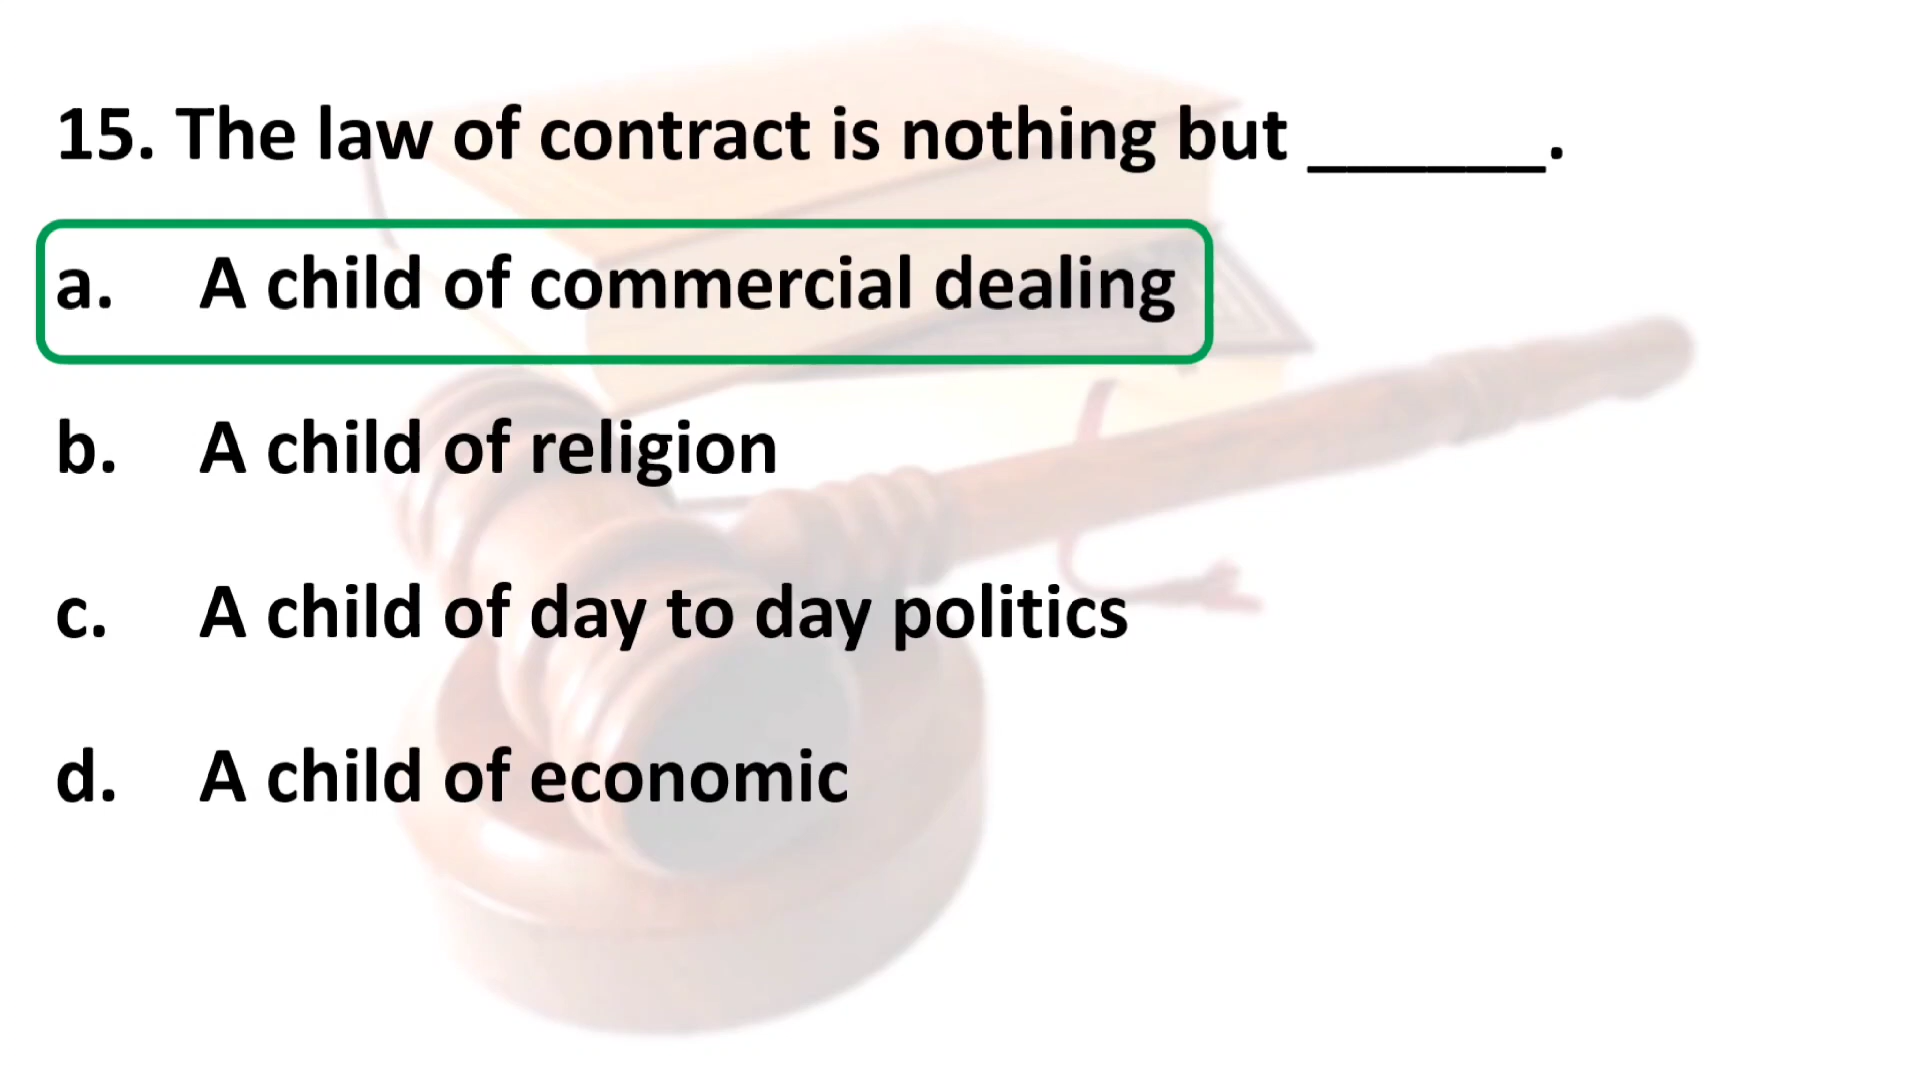 15. The law of contract is nothing but ______.
a. A child of commercial dealing
b. A child of religion
c. A child of day to day politics
d. A child of economic